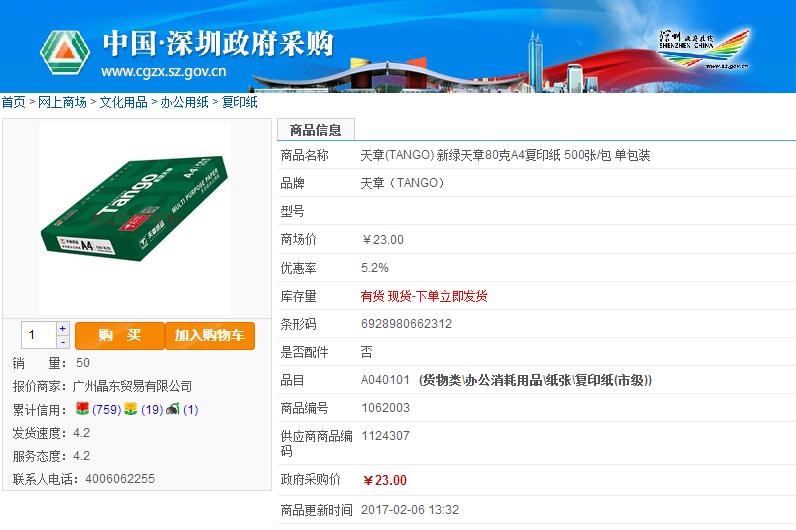 中国·深圳政府采购
www.cgzx.sz.gov.cn
深圳 政府在线
SHENZHEN CHINA
www.sz.gov.cn
首页 > 网上商场 > 文化用品 > 办公用纸 > 复印纸
Tango
A4
MULTI PURPOSE PAPER
A4
1
+
-
购 买
加入购物车
销 量： 50
报价商家：广州晶东贸易有限公司
累计信用： (759) (19) (1)
发货速度：4.2
服务态度：4.2
联系人电话：4006062255
商品信息
商品名称 天章(TANGO) 新绿天章80克A4复印纸 500张/包 单包装
品牌 天章（TANGO）
型号
商场价 ￥23.00
优惠率 5.2%
库存量 有货 现货-下单立即发货
条形码 6928980662312
是否配件 否
品目 A040101 (货物类\办公消耗用品\纸张\复印纸(市级))
商品编号 1062003
供应商商品编 1124307
码
政府采购价 ￥23.00
商品更新时间 2017-02-06 13:32